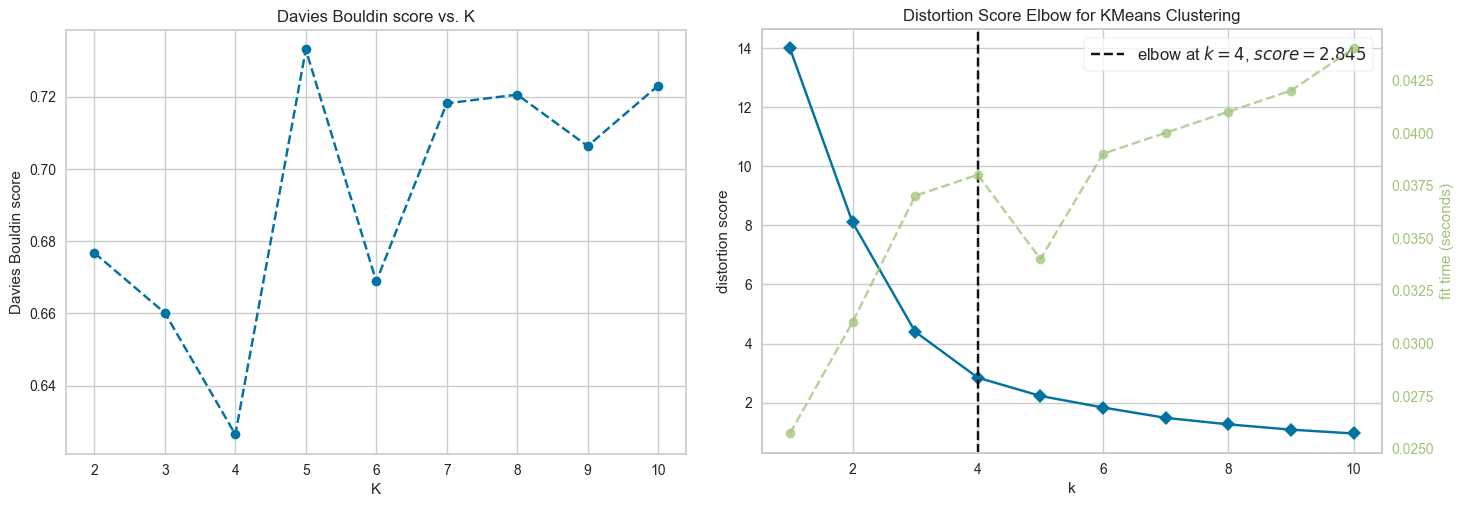 Davies Bouldin score vs. K
Davies Bouldin score
0.72
0.70
0.68
0.66
0.64
2 3 4 5 6 7 8 9 10
K
Distortion Score Elbow for KMeans Clustering
elbow at k = 4, score = 2.845
distortion score
14
12
10
8
6
4
2
2 4 6 8 10
k
0.0425
0.0400
0.0375
0.0350
0.0325
0.0300
0.0275
0.0250
fit time (seconds)